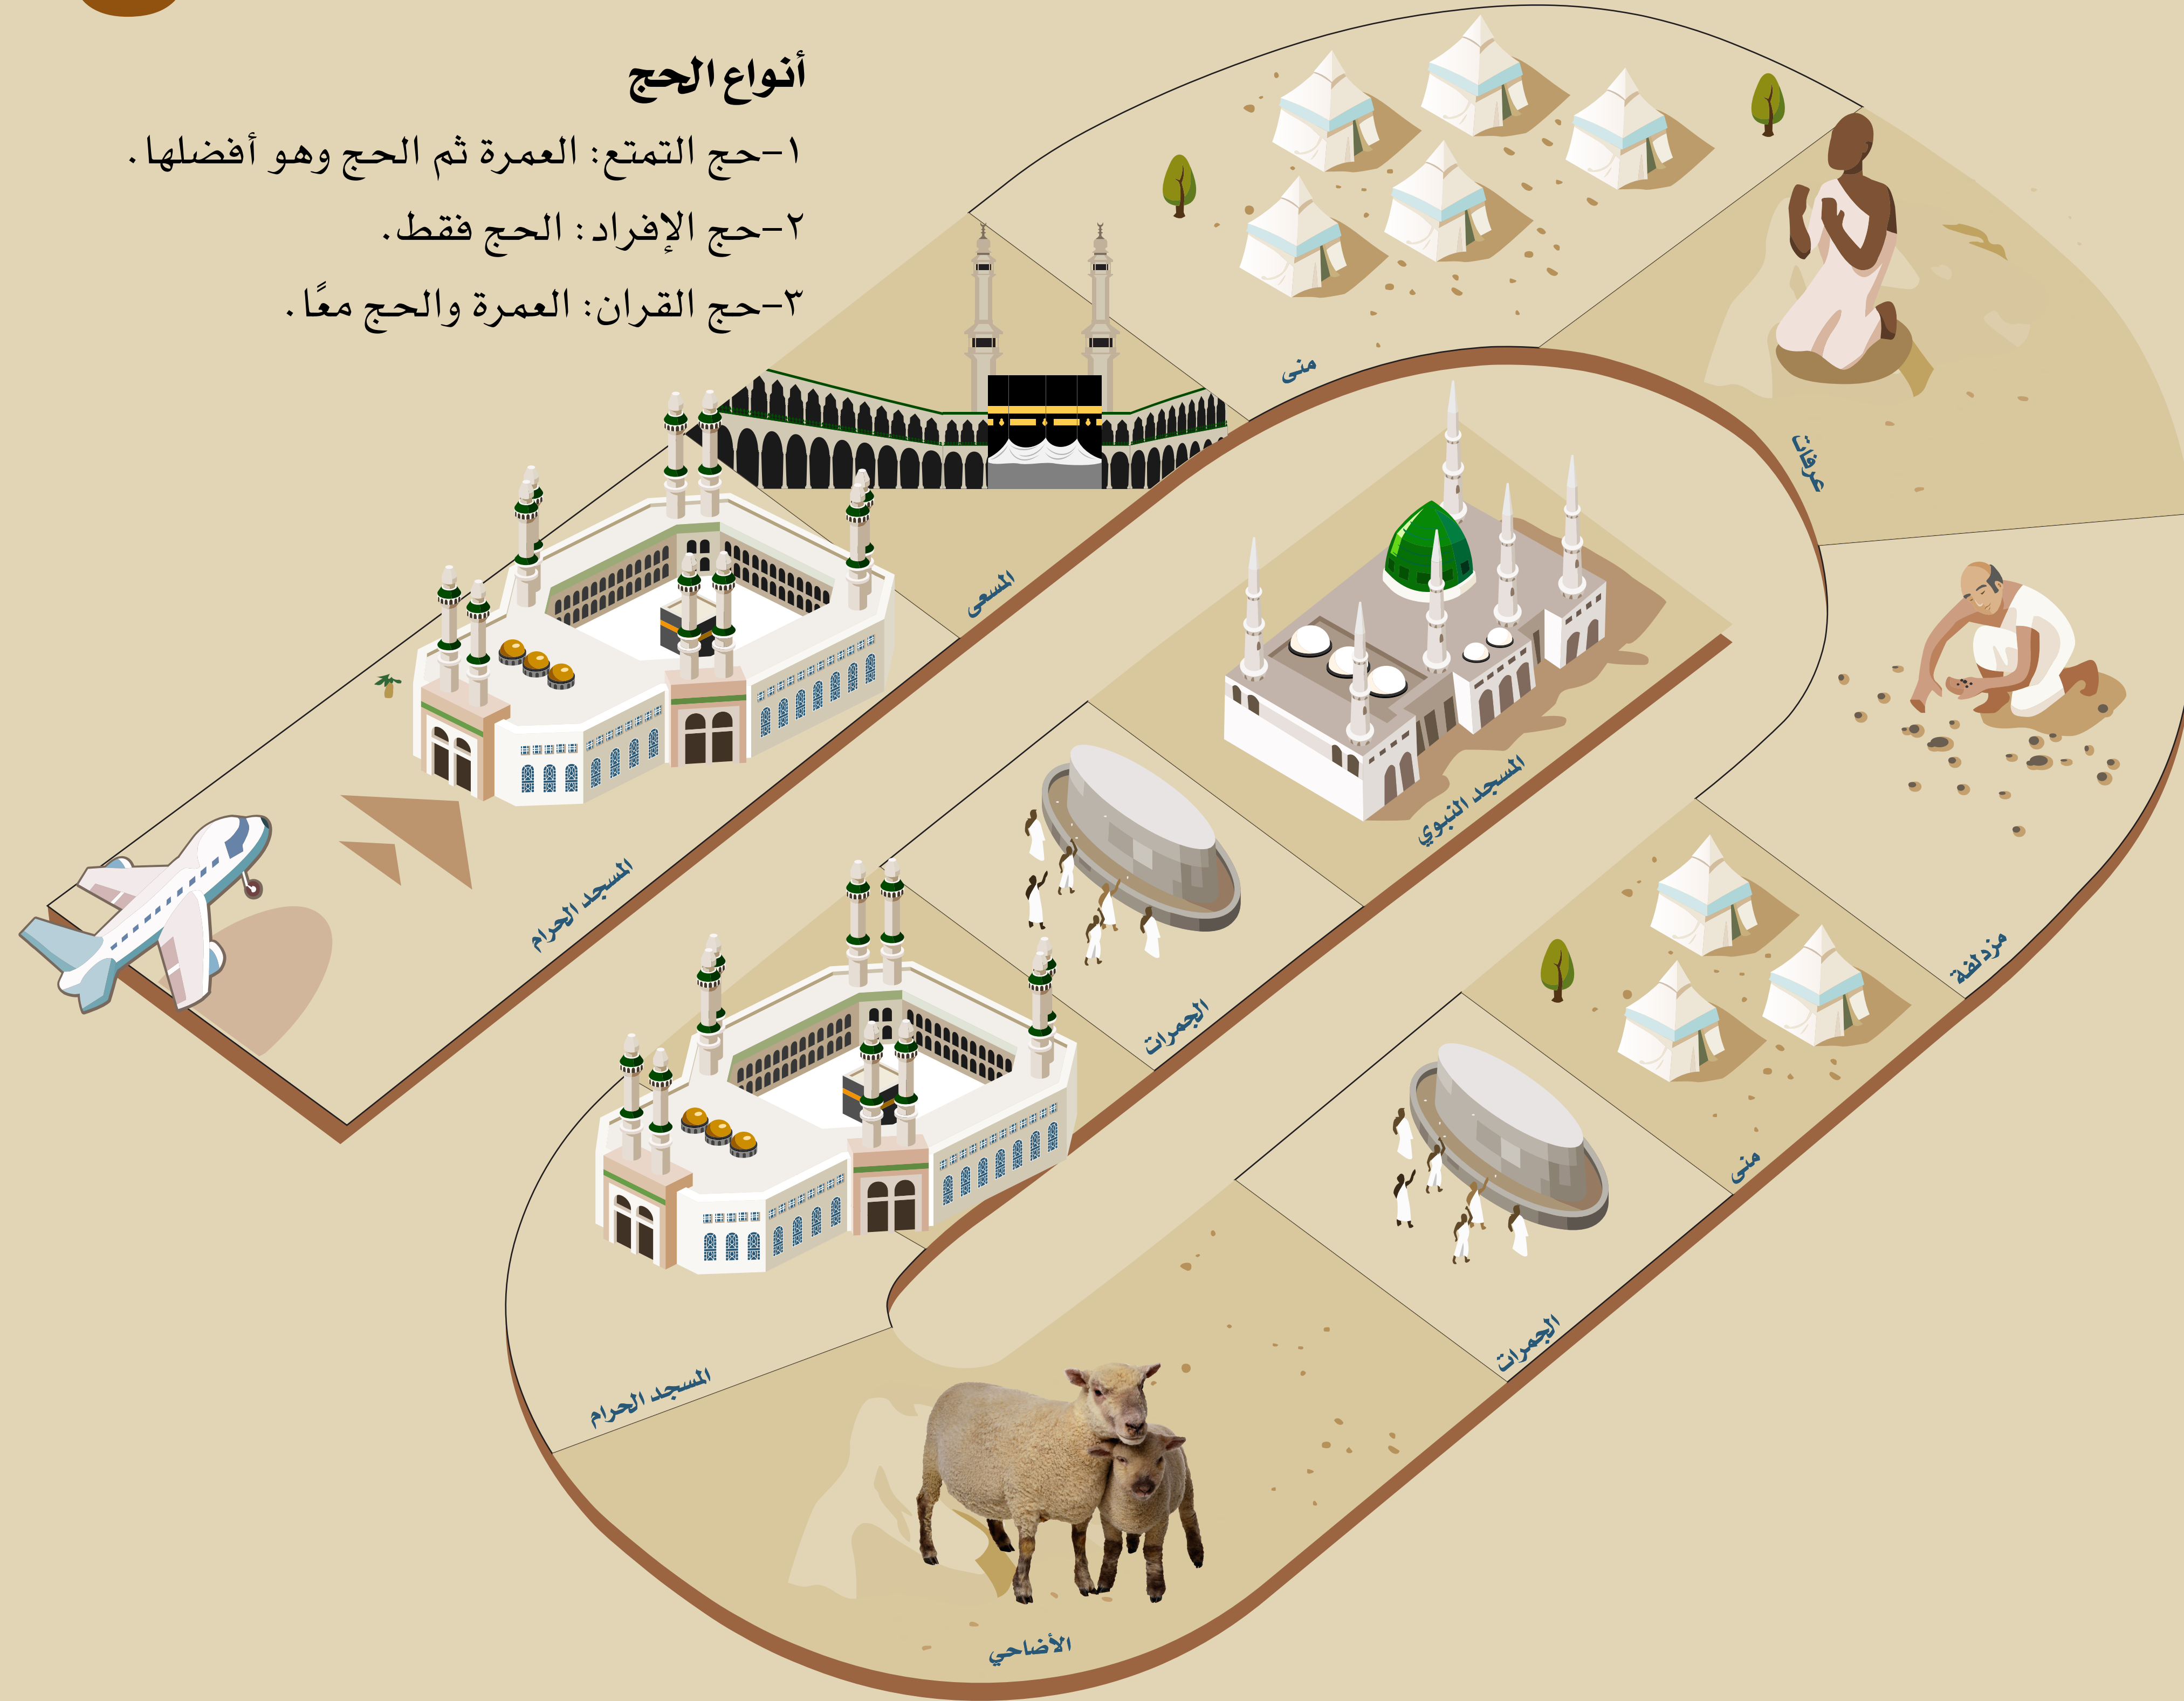 أنواع الحج
١-حج التمتع: العمرة ثم الحج وهو أفضلها.
٢-حج الإفراد: الحج فقط.
٣-حج القران: العمرة والحج معًا.
المسجد الحرام
المسعى
منى
عرفات
مزدلفة
منى
الجمرات
الأضاحي
المسجد الحرام
الجمرات
المسجد النبوي